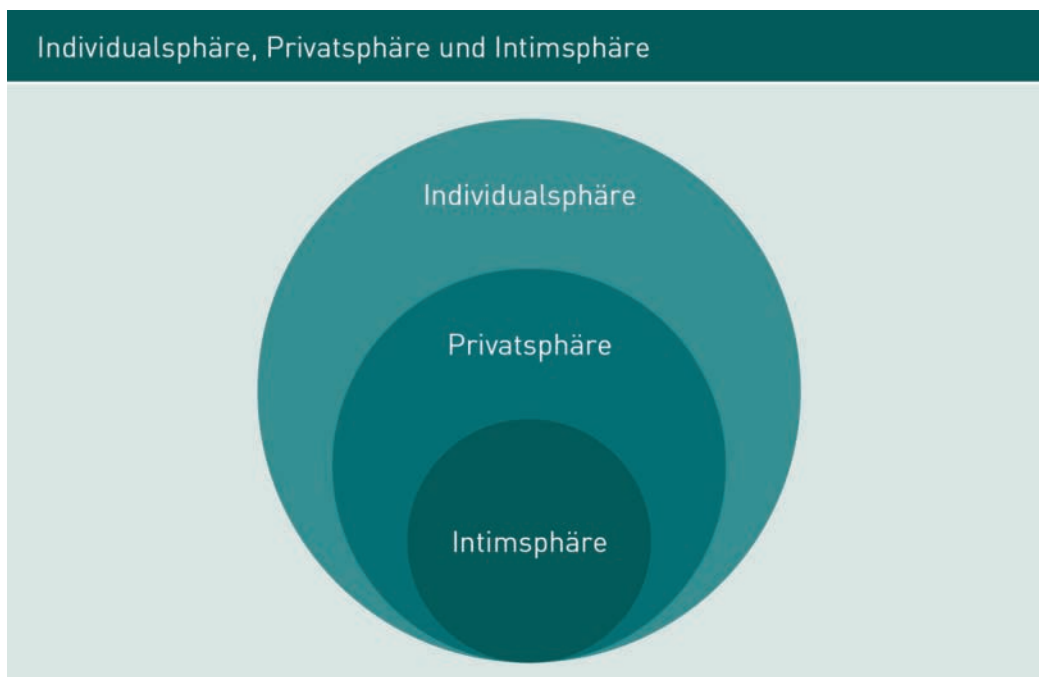 Individualsphäre, Privatsphäre und Intimsphäre
Individualsphäre
Privatsphäre
Intimsphäre